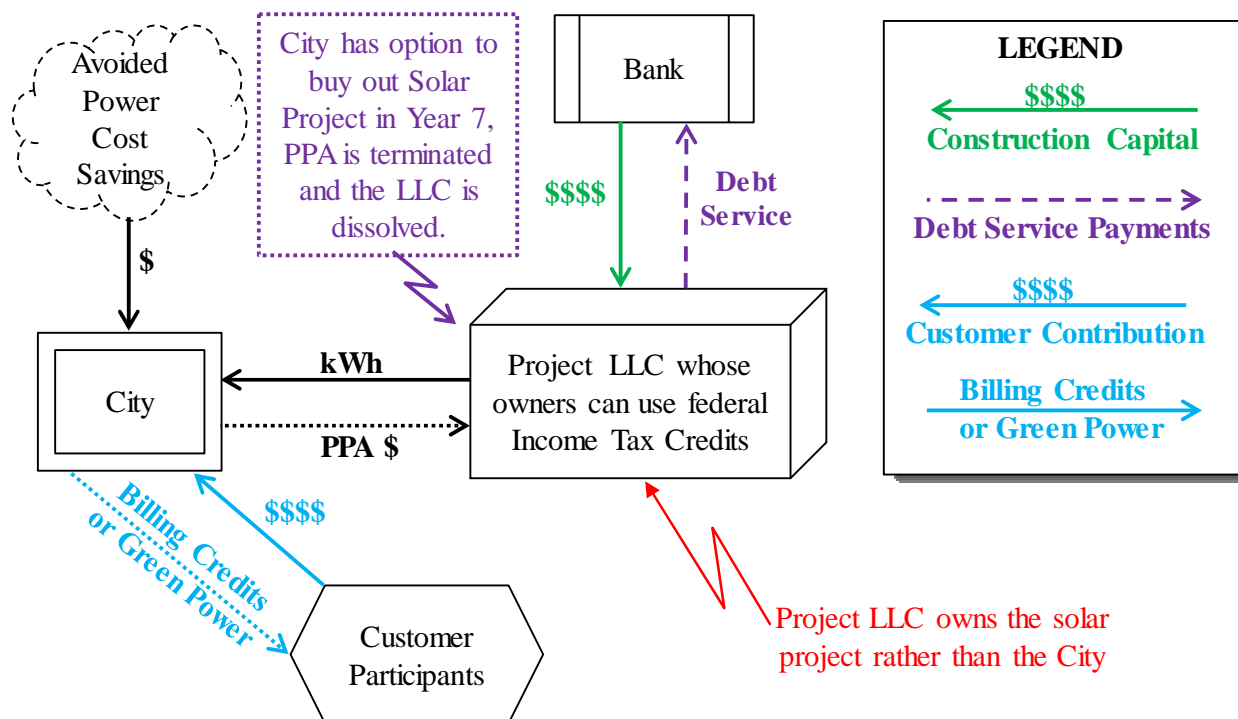 Avoided
Power
Cost
Savings
City has option to
buy out Solar
Project in Year 7,
PPA is terminated
and the LLC is
dissolved.
Bank
$$$$
Debt
Service
$
City
kWh
PPA $
Project LLC whose
owners can use federal
Income Tax Credits
Billing Credits
or Green Power
$$$$
Customer
Participants
Project LLC owns the solar
project rather than the City
LEGEND
$$$$
Construction Capital
Debt Service Payments
$$$$
Customer Contribution
Billing Credits
or Green Power